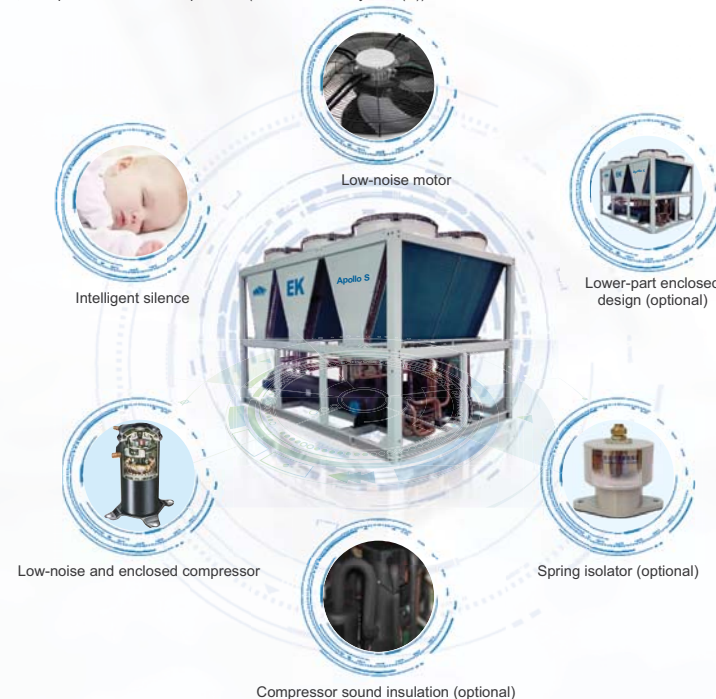 Low-noise motor
Intelligent silence
Lower-part enclosed
design (optional)
EK
Apollo S
EK
Low-noise and enclosed compressor
Spring isolator (optional)
Compressor sound insulation (optional)